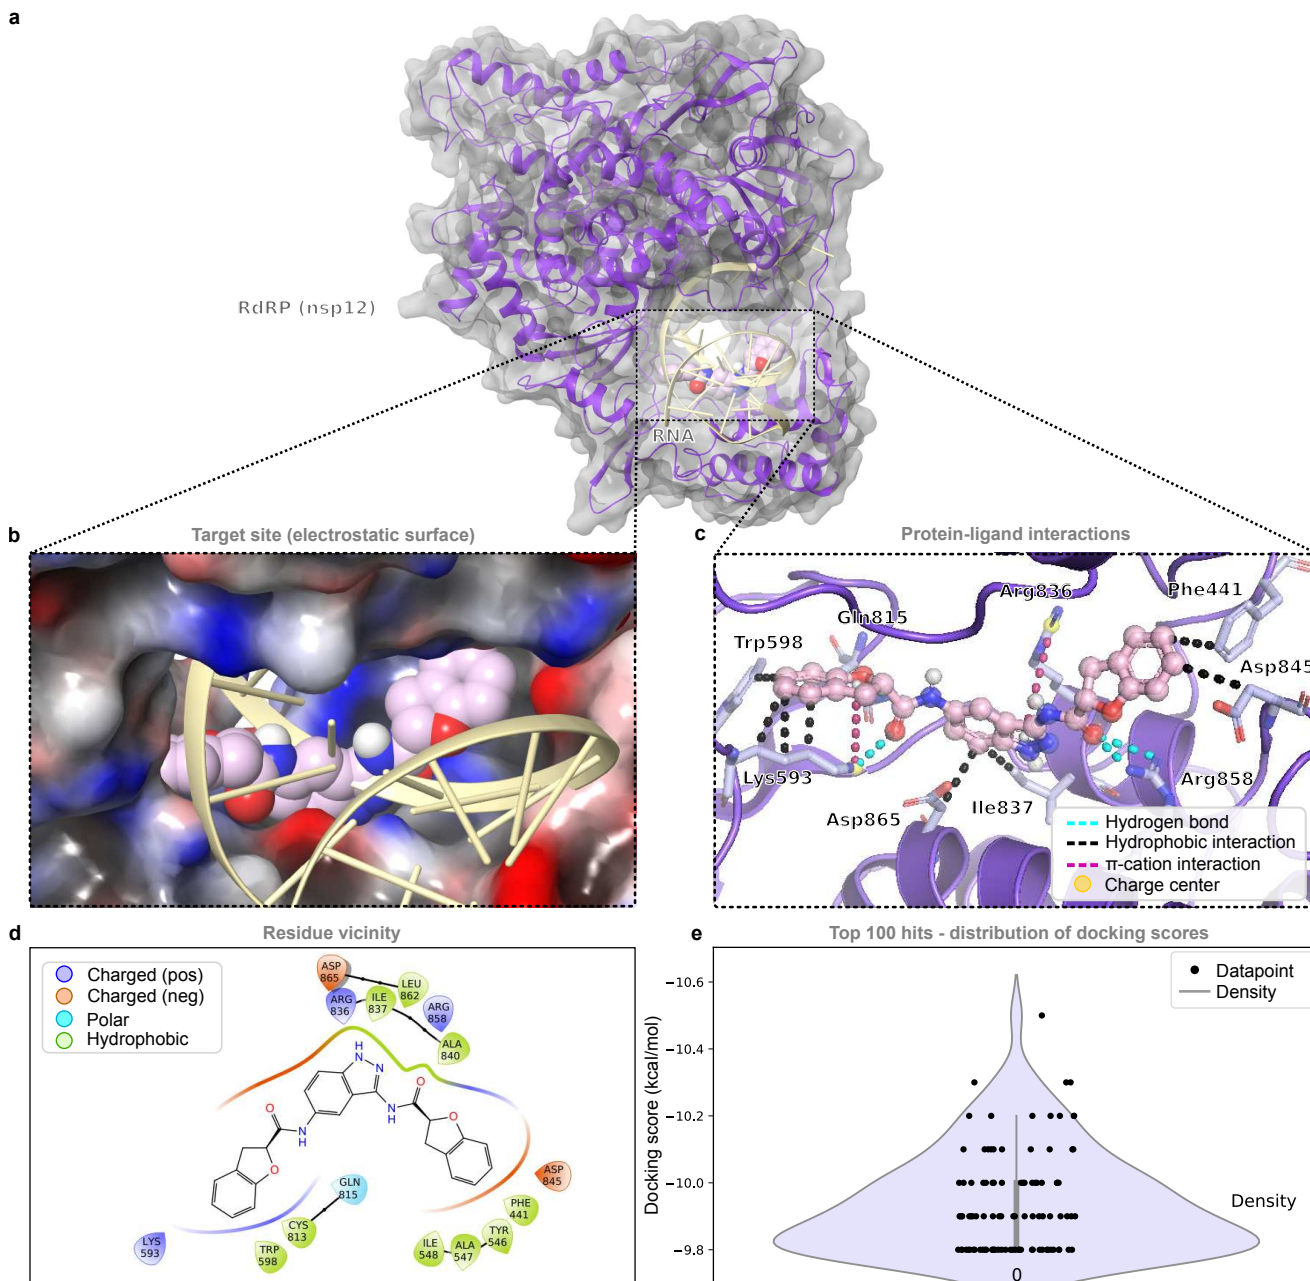 a
RdRP (nsp12)
RNA
b
Target site (electrostatic surface)
c
Protein-ligand interactions
Arg836
Phe441
Gln815
Trp598
Asp845
Lys593
Arg858
Ile837
Asp865
Hydrogen bond
Hydrophobic interaction
π-cation interaction
Charge center
d
Residue vicinity
Charged (pos)
Charged (neg)
Polar
Hydrophobic
ASP
865
LEU
862
ARG
836
ILE
837
ARG
858
ALA
840
H
N
N
O
N
H
N
H
O
O
O
GLN
815
ASP
845
LYS
593
CYS
813
TRP
598
PHE
441
TYR
546
ALA
547
ILE
548
e
Top 100 hits - distribution of docking scores
Datapoint
Density
Docking score (kcal/mol)
−10.6
−10.4
−10.2
−10.0
−9.8
Density
0